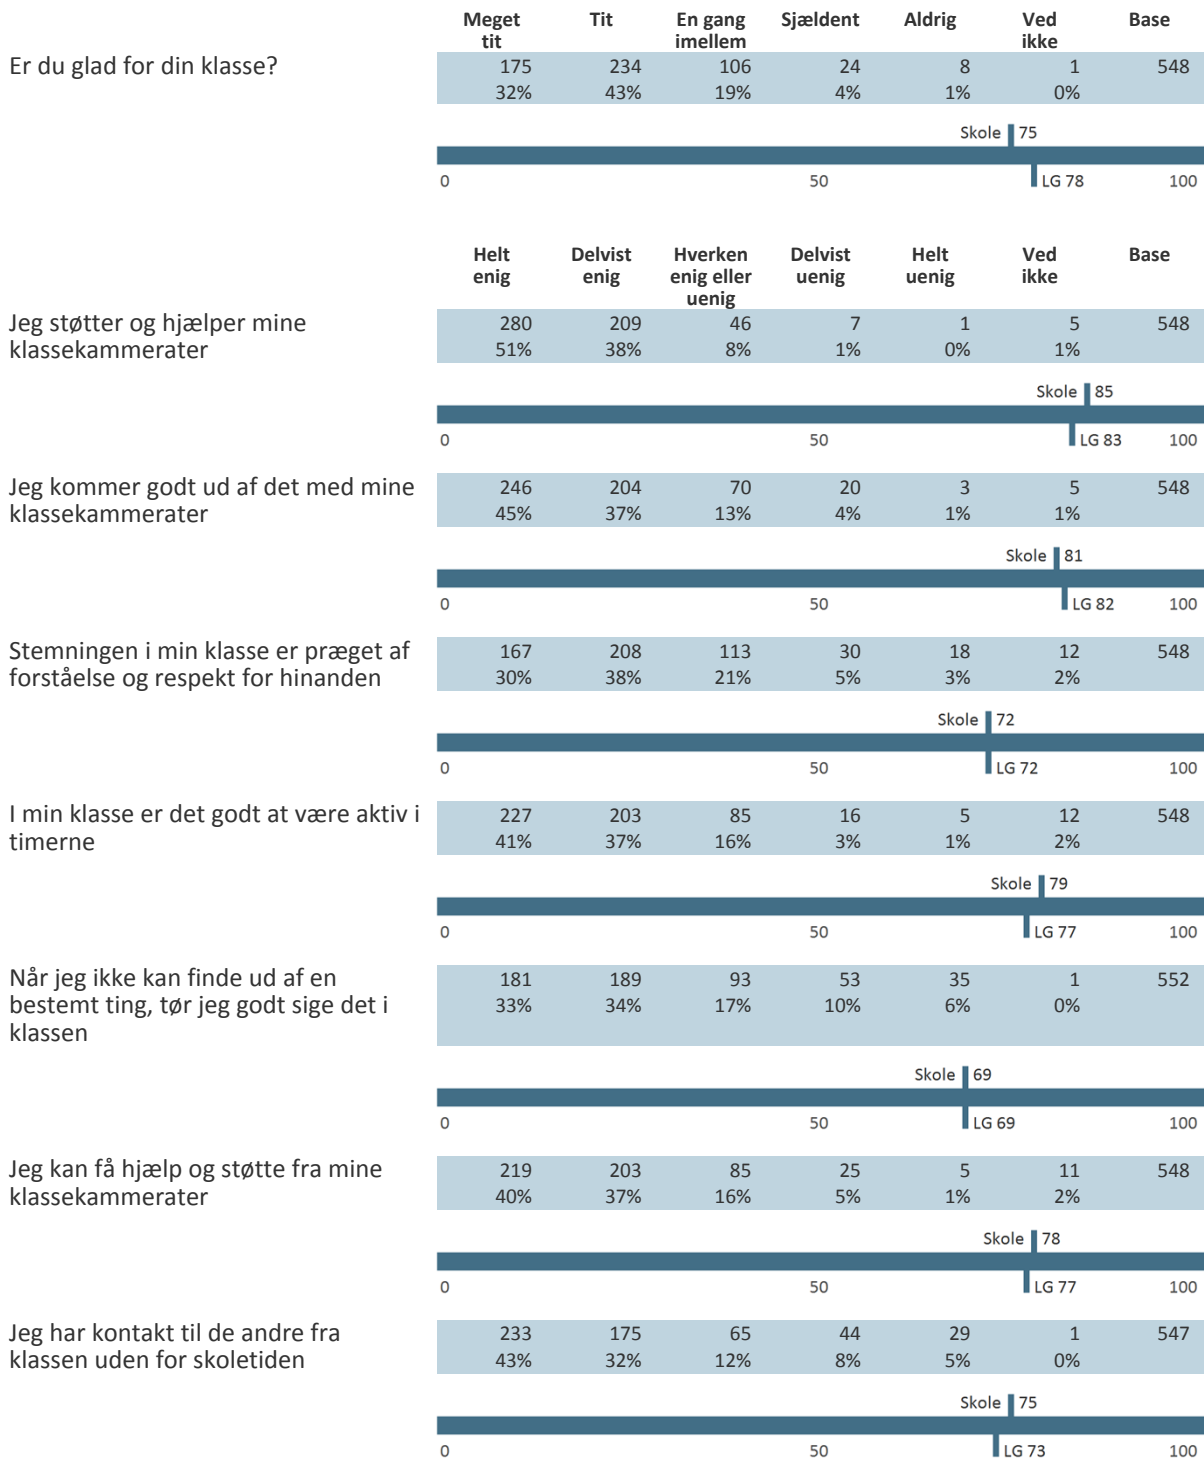 Meget tit Tit En gang imellem Sjældent Aldrig Ved ikke Base
Er du glad for din klasse? 175 234 106 24 8 1 548
32% 43% 19% 4% 1% 0%
Skole 75
0 50 LG 78 100
Helt enig Delvist enig Hverken enig eller uenig Delvist uenig Helt uenig Ved ikke Base
Jeg støtter og hjælper mine 280 209 46 7 1 5 548
klassekammerater 51% 38% 8% 1% 0% 1%
Skole 85
0 50 LG 83 100
Jeg kommer godt ud af det med mine 246 204 70 20 3 5 548
klassekammerater 45% 37% 13% 4% 1% 1%
Skole 81
0 50 LG 82 100
Stemningen i min klasse er præget af 167 208 113 30 18 12 548
forståelse og respekt for hinanden 30% 38% 21% 5% 3% 2%
Skole 72
0 50 LG 72 100
I min klasse er det godt at være aktiv i 227 203 85 16 5 12 548
timerne 41% 37% 16% 3% 1% 2%
Skole 79
0 50 LG 77 100
Når jeg ikke kan finde ud af en 181 189 93 53 35 1 552
bestemt ting, tør jeg godt sige det i 33% 34% 17% 10% 6% 0%
klassen
Skole 69
0 50 LG 69 100
Jeg kan få hjælp og støtte fra mine 219 203 85 25 5 11 548
klassekammerater 40% 37% 16% 5% 1% 2%
Skole 78
0 50 LG 77 100
Jeg har kontakt til de andre fra 233 175 65 44 29 1 547
klassen uden for skoletiden 43% 32% 12% 8% 5% 0%
Skole 75
0 50 LG 73 100